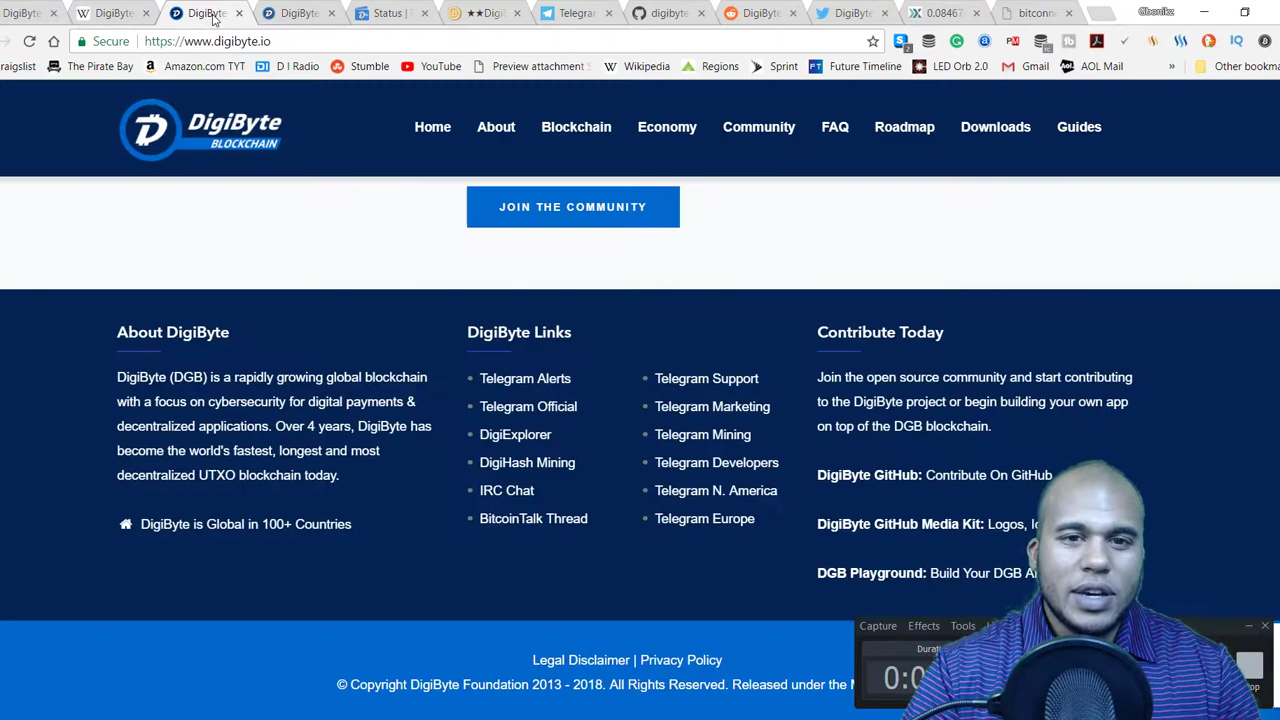 DigiByte
DigiByte
DigiByte
DigiByte
Status |
★★Digi
Telegram
digibyte
DigiByte
DigiByte
0.08467
bitconne
Gbonikz
Secure
https://www.digibyte.io
craigslist
The Pirate Bay
Amazon.com TYT
D I Radio
Stumble
YouTube
Preview attachment S
Wikipedia
Regions
Sprint
Future Timeline
LED Orb 2.0
Gmail
AOL Mail
»
Other bookma
DigiByte
BLOCKCHAIN
Home
About
Blockchain
Economy
Community
FAQ
Roadmap
Downloads
Guides
JOIN THE COMMUNITY
About DigiByte
DigiByte (DGB) is a rapidly growing global blockchain
with a focus on cybersecurity for digital payments &
decentralized applications. Over 4 years, DigiByte has
become the world's fastest, longest and most
decentralized UTXO blockchain today.
DigiByte is Global in 100+ Countries
DigiByte Links
Telegram Alerts
Telegram Official
DigiExplorer
DigiHash Mining
IRC Chat
BitcoinTalk Thread
Telegram Support
Telegram Marketing
Telegram Mining
Telegram Developers
Telegram N. America
Telegram Europe
Contribute Today
Join the open source community and start contributing
to the DigiByte project or begin building your own app
on top of the DGB blockchain.
DigiByte GitHub: Contribute On GitHub
DigiByte GitHub Media Kit: Logos,
DGB Playground: Build Your DGB
Capture
Effects
Tools
Legal Disclaimer | Privacy Policy
© Copyright DigiByte Foundation 2013 - 2018. All Rights Reserved. Released under the